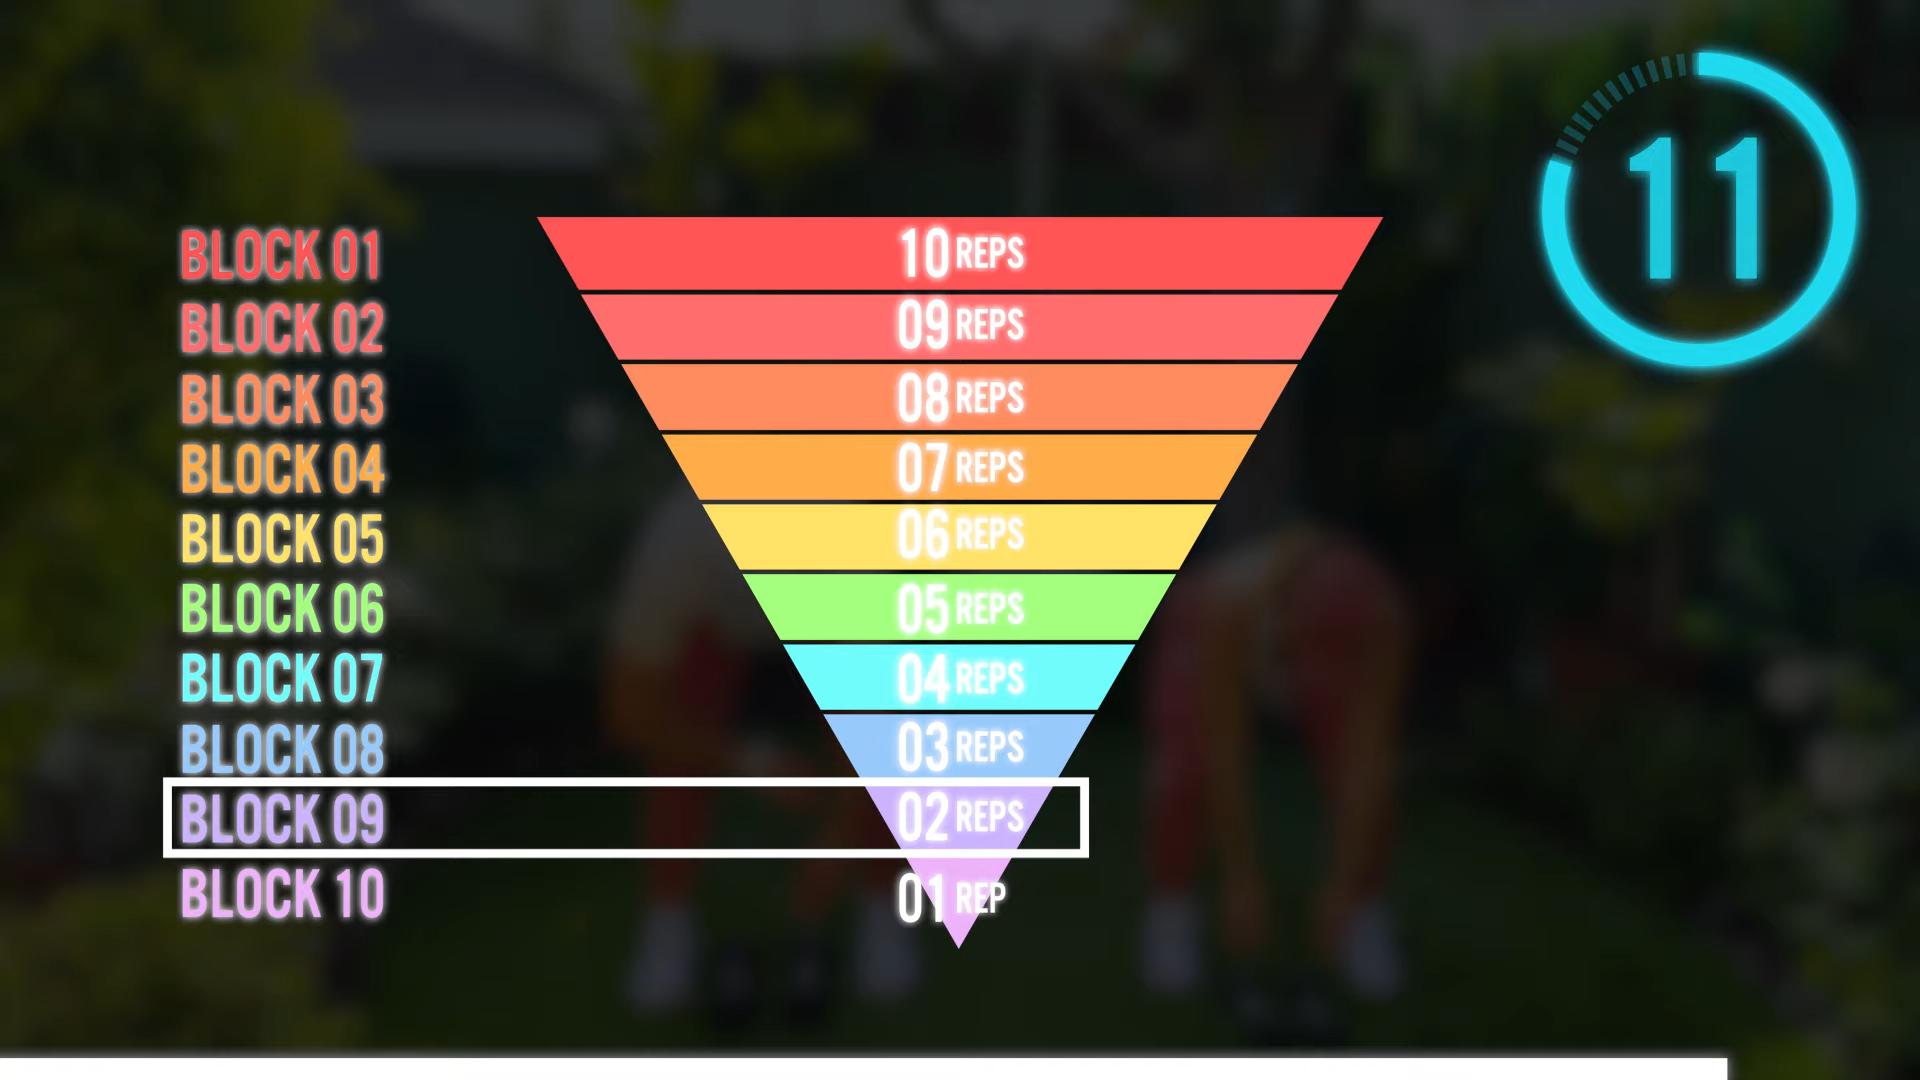 11
BLOCK 01 10 REPS
BLOCK 02 09 REPS
BLOCK 03 08 REPS
BLOCK 04 07 REPS
BLOCK 05 06 REPS
BLOCK 06 05 REPS
BLOCK 07 04 REPS
BLOCK 08 03 REPS
BLOCK 09 02 REPS
BLOCK 10 01 REP